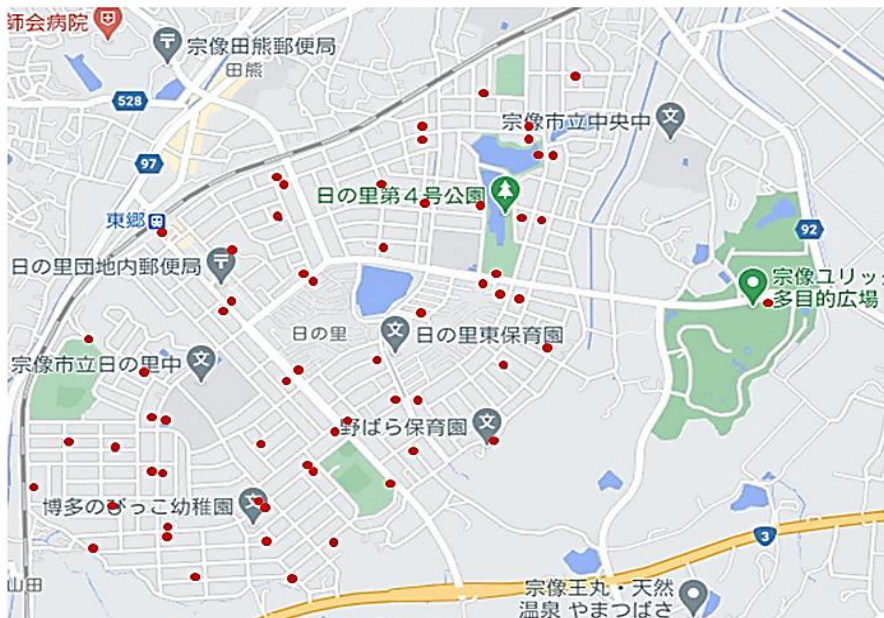 師会病院
宗像田熊郵便局
田熊
528
宗像市立中央中
97
日の里第4号公園
東郷
92
日の里団地内郵便局
宗像ユリッ
多目的広場
日の里
日の里東保育園
宗像市立日の里中
野ばら保育園
博多のびっこ幼稚園
3
山田
宗像王丸・天然
温泉 やまつばさ